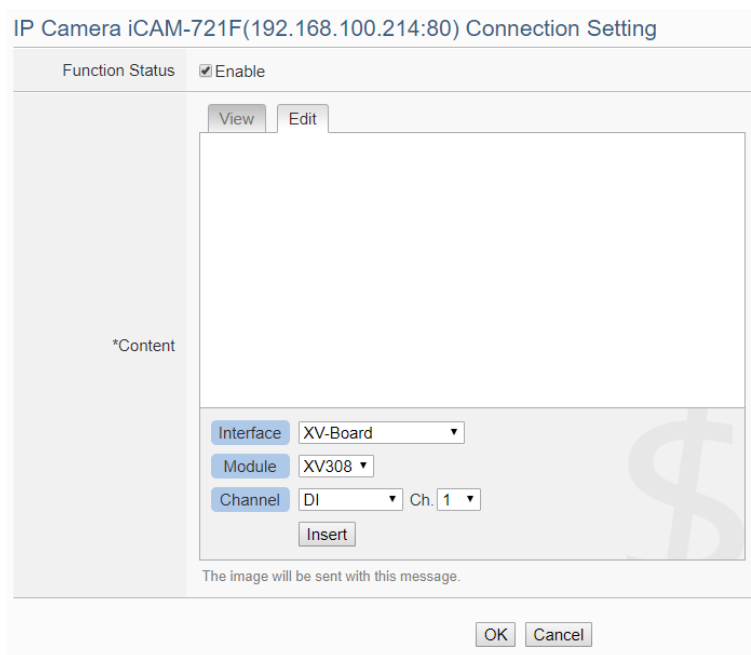 IP Camera iCAM-721F(192.168.100.214:80) Connection Setting
Function Status Enable
View Edit
*Content
Interface XV-Board
Module XV308
Channel DI Ch. 1
Insert
$
The image will be sent with this message.
OK Cancel